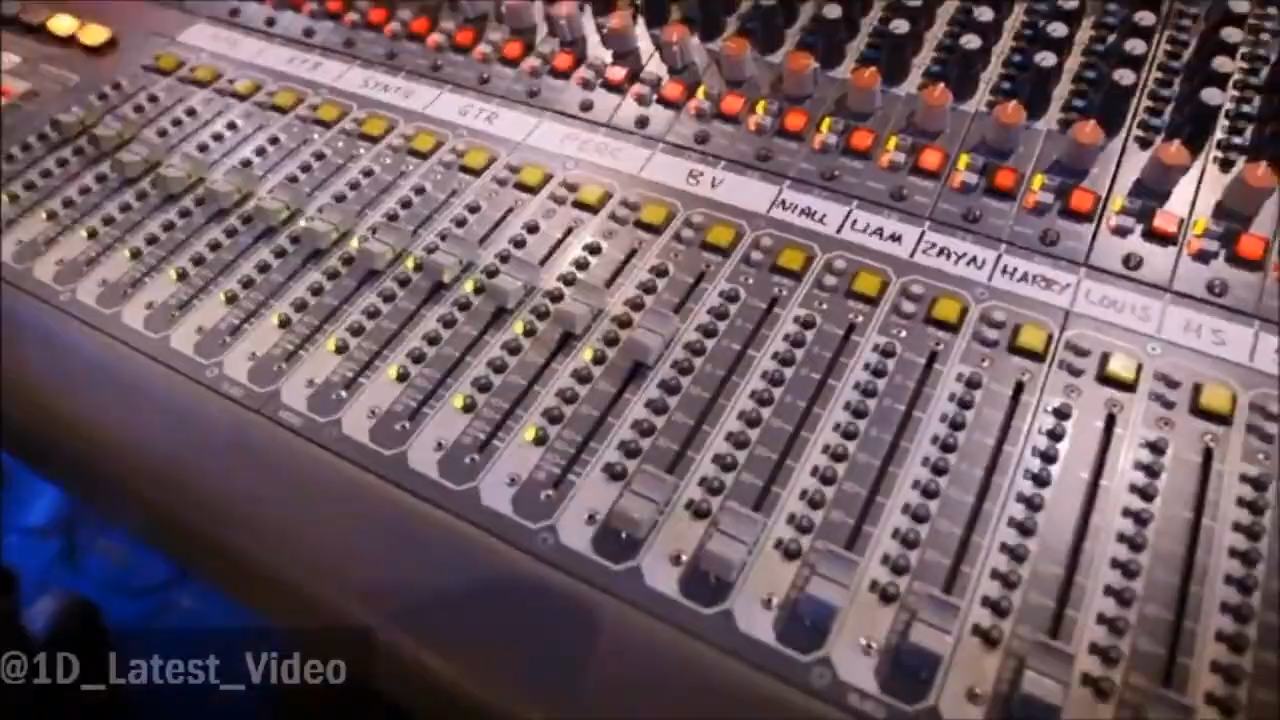 SYNTH
GTR
PERC
BV
NIALL
LIAM
ZAYN
HARRY
LOUIS
HS
@1D_Latest_Video